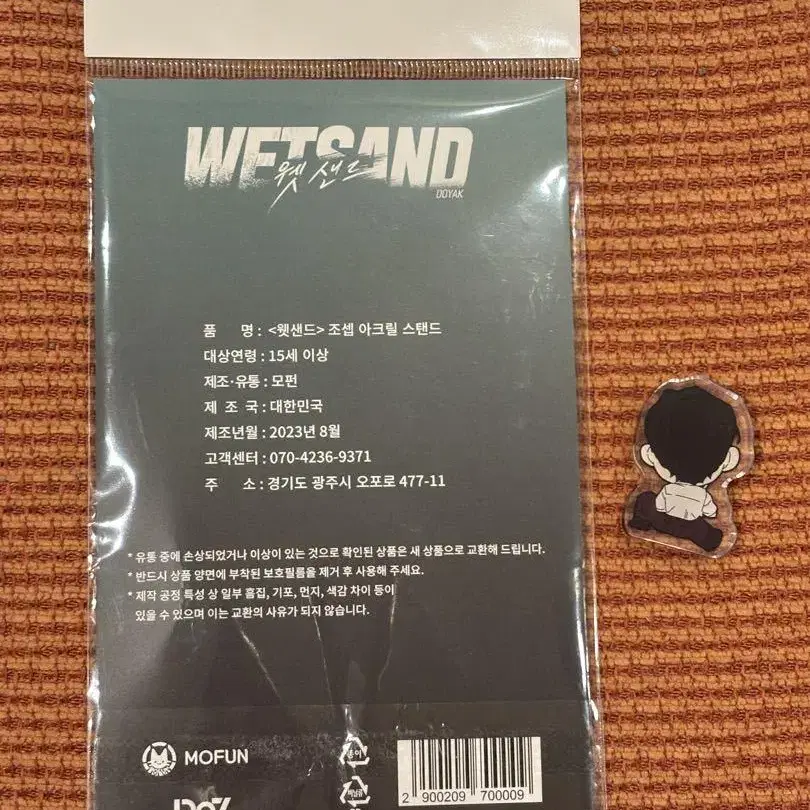 WETSAND
웻샌드
DOYAK
품 명 : <웻샌드> 조셉 아크릴 스탠드
대상연령 : 15세 이상
제조·유통 : 모펀
제 조 국 : 대한민국
제조년월 : 2023년 8월
고객센터 : 070-4236-9371
주 소 : 경기도 광주시 오포로 477-11
* 유통 중에 손상되었거나 이상이 있는 것으로 확인된 상품은 새 상품으로 교환해 드립니다.
* 반드시 상품 양면에 부착된 보호필름을 제거 후 사용해 주세요.
* 제작 공정 특성 상 일부 흠집, 기포, 먼지, 색감 차이 등이
있을 수 있으며 이는 교환의 사유가 되지 않습니다.
MOFUN
종이
2 900209 700009